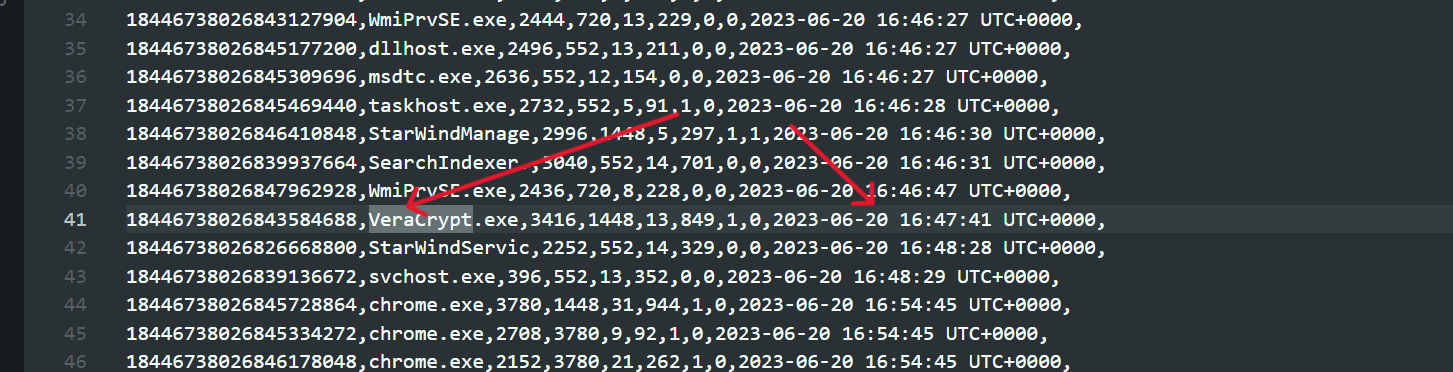 34 18446738026843127904,WmiPrvSE.exe,2444,720,13,229,0,0,2023-06-20 16:46:27 UTC+0000,
35 18446738026845177200,dllhost.exe,2496,552,13,211,0,0,2023-06-20 16:46:27 UTC+0000,
36 18446738026845309696,msdtc.exe,2636,552,12,154,0,0,2023-06-20 16:46:27 UTC+0000,
37 18446738026845469440,taskhost.exe,2732,552,5,91,1,0,2023-06-20 16:46:28 UTC+0000,
38 18446738026846410848,StarWindManage,2996,1448,5,297,1,1,2023-06-20 16:46:30 UTC+0000,
39 18446738026839937664,SearchIndexer.,3040,552,14,701,0,0,2023-06-20 16:46:31 UTC+0000,
40 18446738026847962928,WmiPrvSE.exe,2436,720,8,228,0,0,2023-06-20 16:46:47 UTC+0000,
41 18446738026843584688,VeraCrypt.exe,3416,1448,13,849,1,0,2023-06-20 16:47:41 UTC+0000,
42 18446738026826668800,StarWindServic,2252,552,14,329,0,0,2023-06-20 16:48:28 UTC+0000,
43 18446738026839136672,svchost.exe,396,552,13,352,0,0,2023-06-20 16:48:29 UTC+0000,
44 18446738026845728864,chrome.exe,3780,1448,31,944,1,0,2023-06-20 16:54:45 UTC+0000,
45 18446738026845334272,chrome.exe,2708,3780,9,92,1,0,2023-06-20 16:54:45 UTC+0000,
46 18446738026846178048,chrome.exe,2152,3780,21,262,1,0,2023-06-20 16:54:45 UTC+0000,